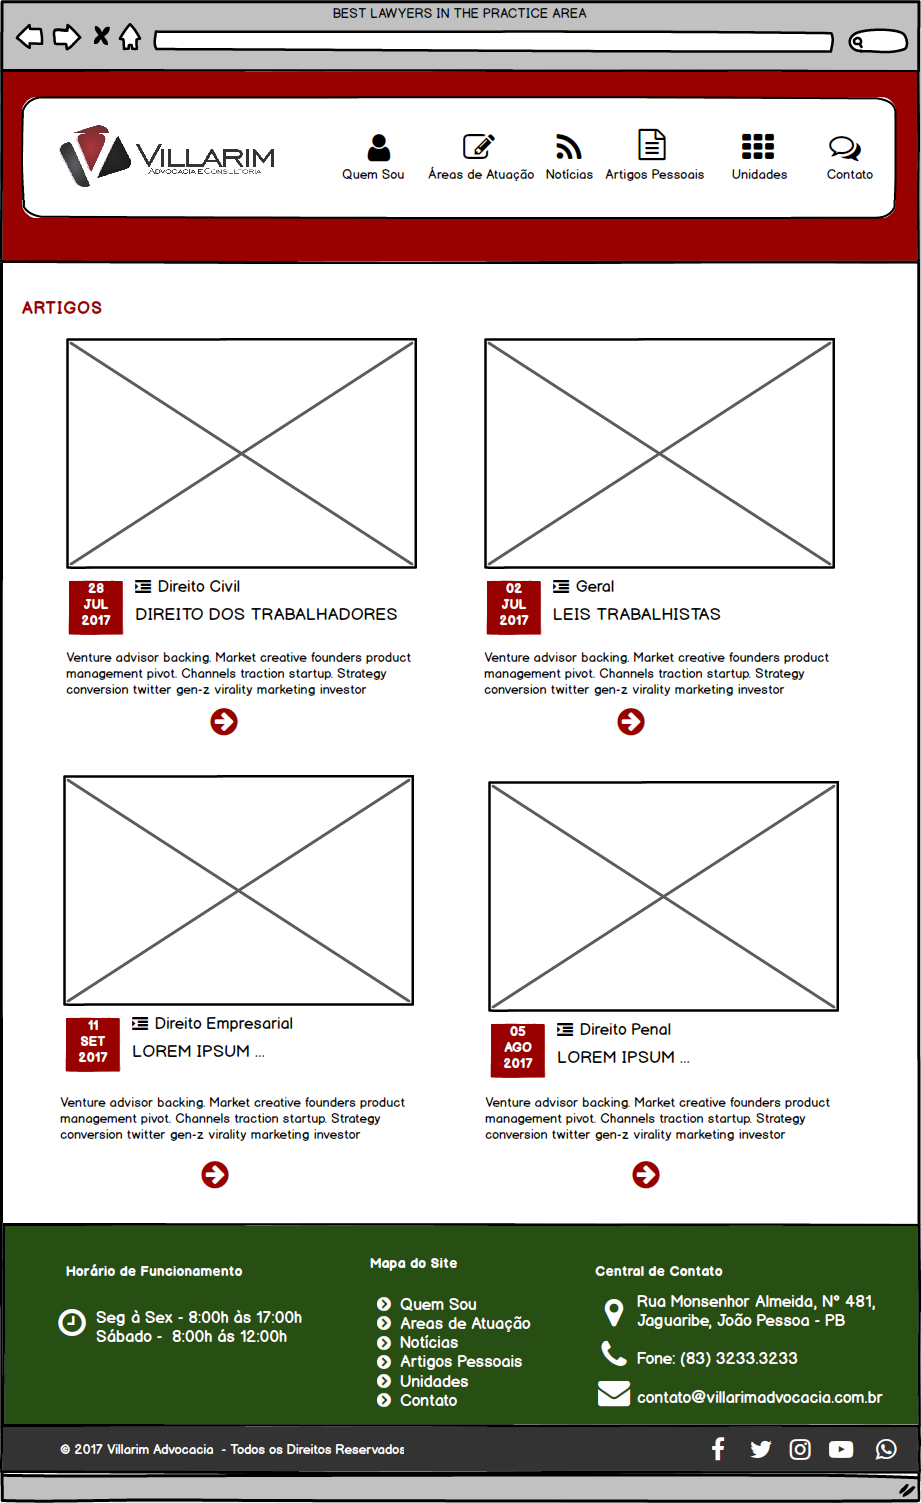 BEST LAWYERS IN THE PRACTICE AREA
VILLARIM
ADVOCACIA E CONSULTORIA
Quem Sou
Áreas de Atuação
Notícias
Artigos Pessoais
Unidades
Contato
ARTIGOS
28
JUL
2017
Direito Civil
DIREITO DOS TRABALHADORES
Venture advisor backing. Market creative founders product
management pivot. Channels traction startup. Strategy
conversion twitter gen-z virality marketing investor
02
JUL
2017
Geral
LEIS TRABALHISTAS
Venture advisor backing. Market creative founders product
management pivot. Channels traction startup. Strategy
conversion twitter gen-z virality marketing investor
11
SET
2017
Direito Empresarial
LOREM IPSUM ...
Venture advisor backing. Market creative founders product
management pivot. Channels traction startup. Strategy
conversion twitter gen-z virality marketing investor
05
AGO
2017
Direito Penal
LOREM IPSUM ...
Venture advisor backing. Market creative founders product
management pivot. Channels traction startup. Strategy
conversion twitter gen-z virality marketing investor
Horário de Funcionamento
Seg à Sex - 8:00h às 17:00h
Sábado -  8:00h ás 12:00h
Mapa do Site
Quem Sou
Areas de Atuação
Notícias
Artigos Pessoais
Unidades
Contato
Central de Contato
Rua Monsenhor Almeida, Nº 481,
Jaguaribe, João Pessoa - PB
Fone: (83) 3233.3233
contato@villarimadvocacia.com.br
© 2017 Villarim Advocacia  - Todos os Direitos Reservados